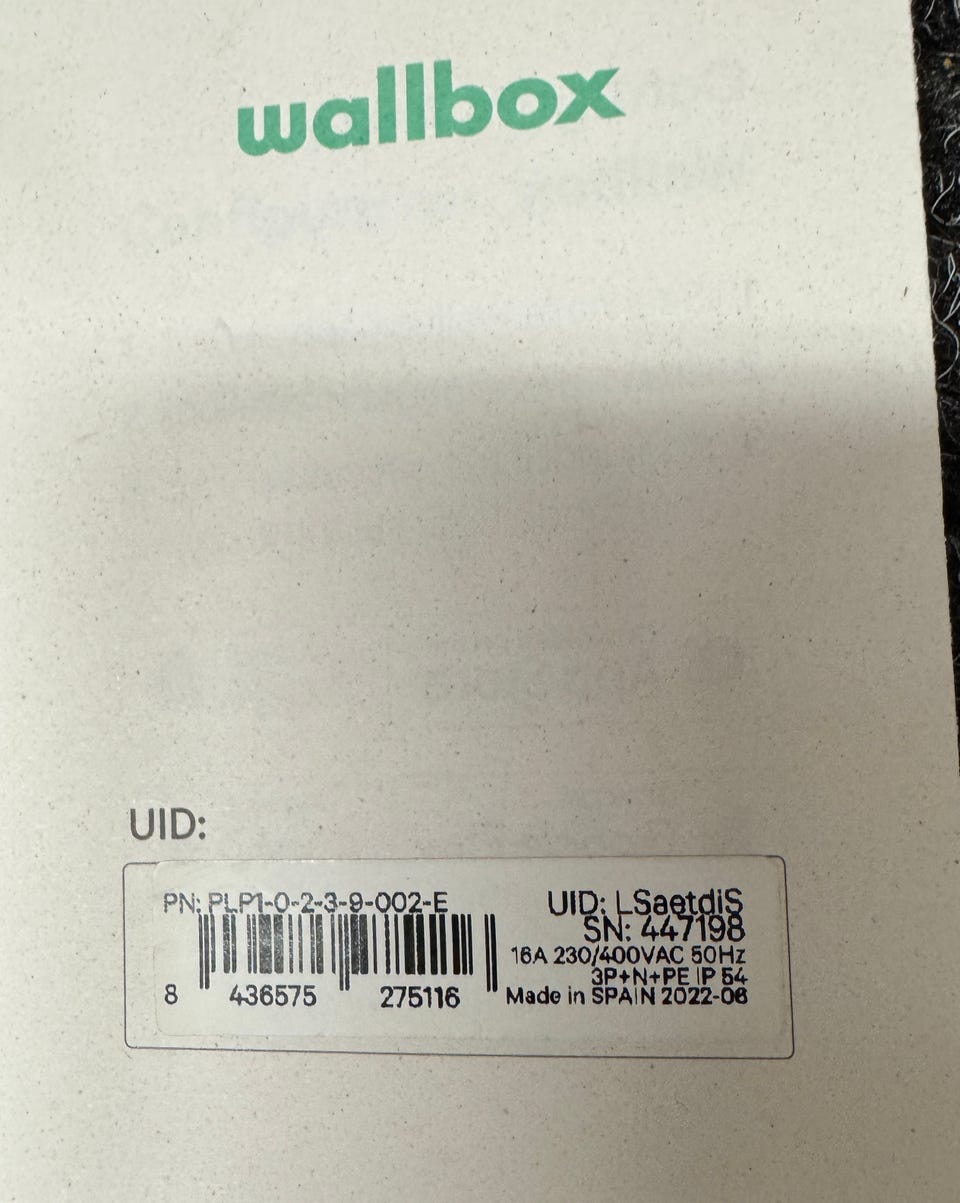 wallbox
UID:
PN: PLP1-0-2-3-9-002-E
8 436575 275116
UID: LSaetdiS
SN: 447198
16A 230/400VAC 50Hz
3P+N+PE IP 54
Made in SPAIN 2022-06